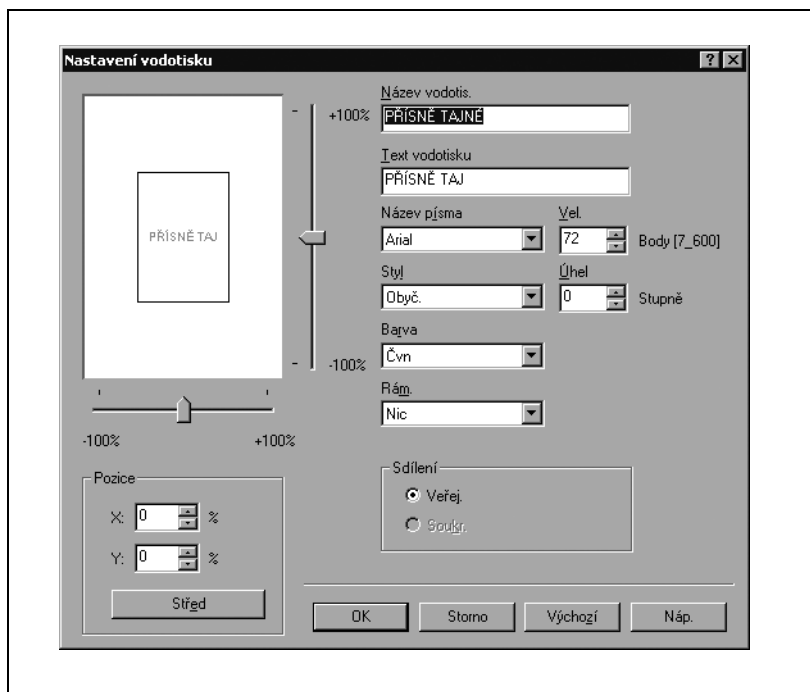 Nastavení vodotisku
Název vodotis.
+100% PŘÍSNĚ TAJNÉ
Text vodotisku
PŘÍSNĚ TAJ
Název písma Vel.
PŘÍSNĚ TAJ
Arial 72 Body [7_600]
Styl Úhel
Obyč. 0 Stupně
Barva
-100% Čvn
Rám.
Nic
-100% +100%
Pozice
X: 0 %
Y: 0 %
Střed
Sdílení
Veřej.
Soukr.
OK Storno Výchozí Náp.